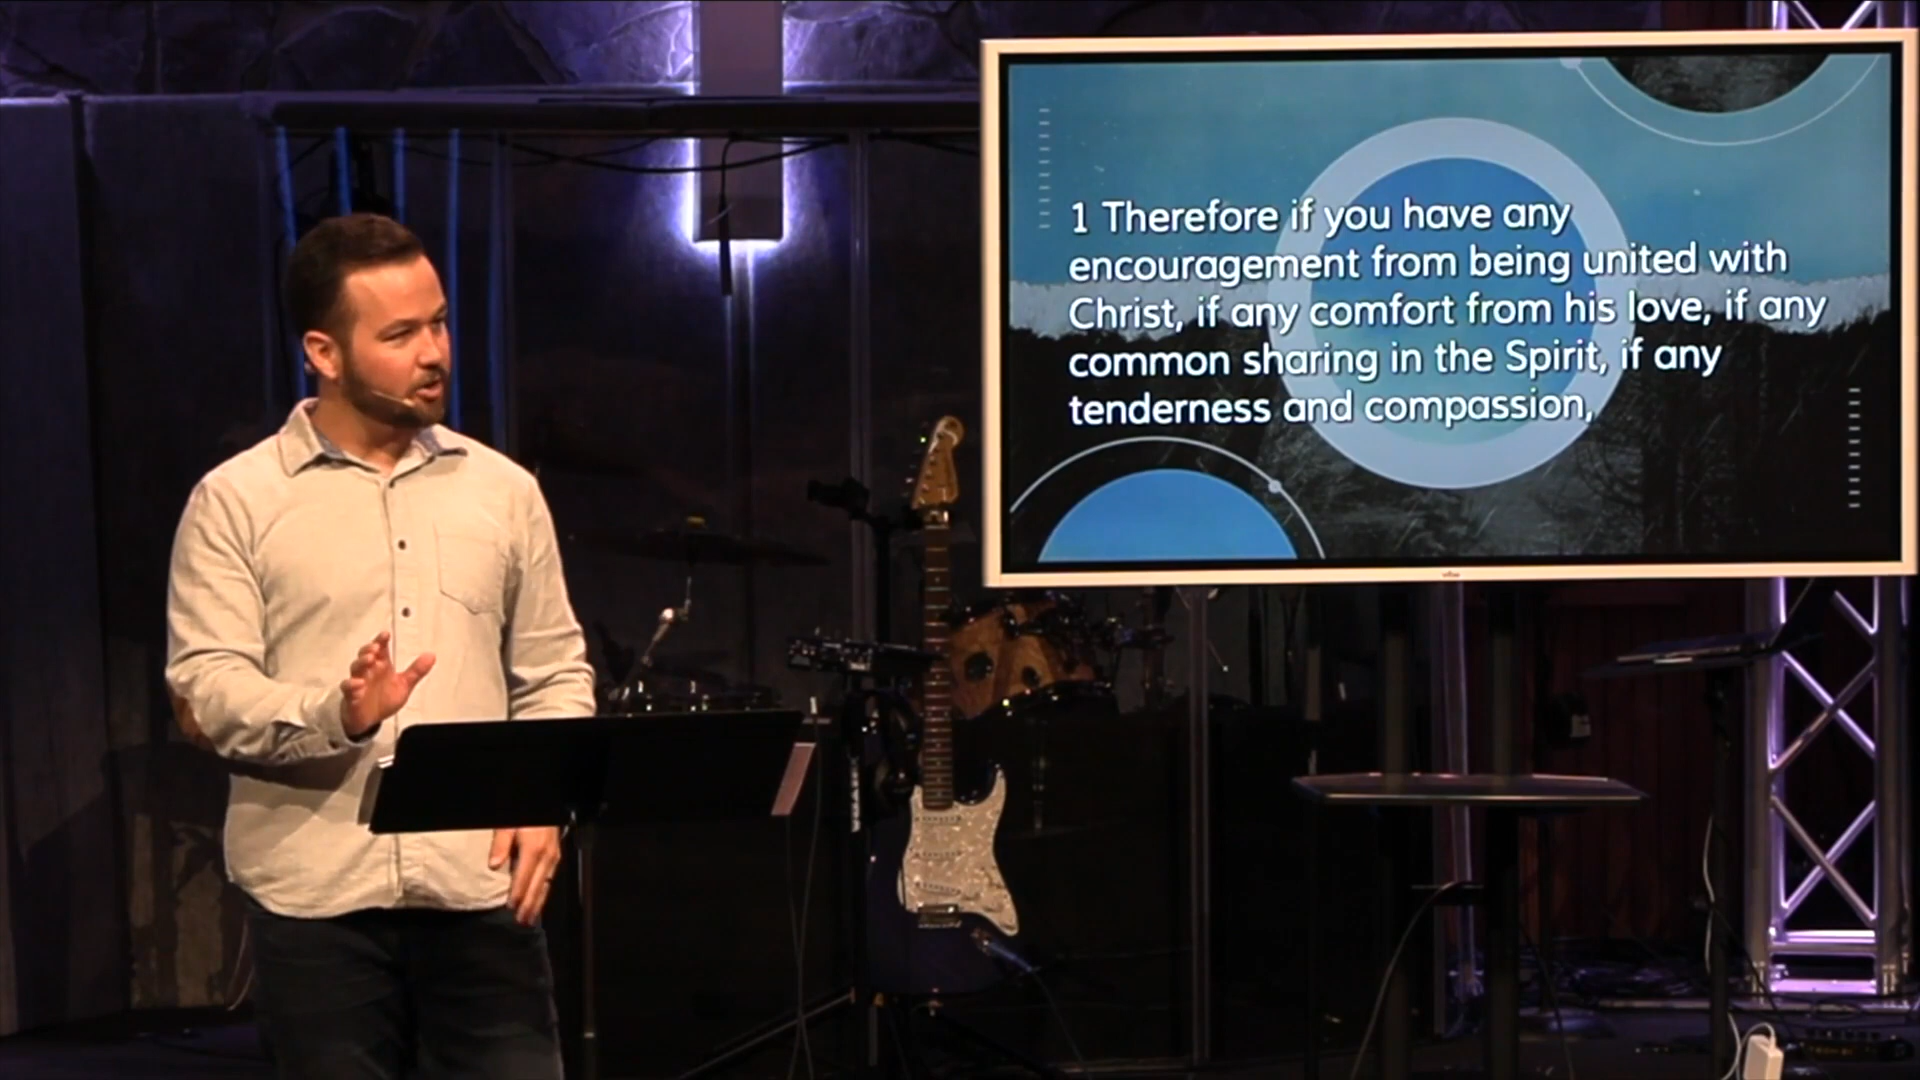 1 Therefore if you have any
encouragement from being united with
Christ, if any comfort from his love, if any
common sharing in the Spirit, if any
tenderness and compassion,